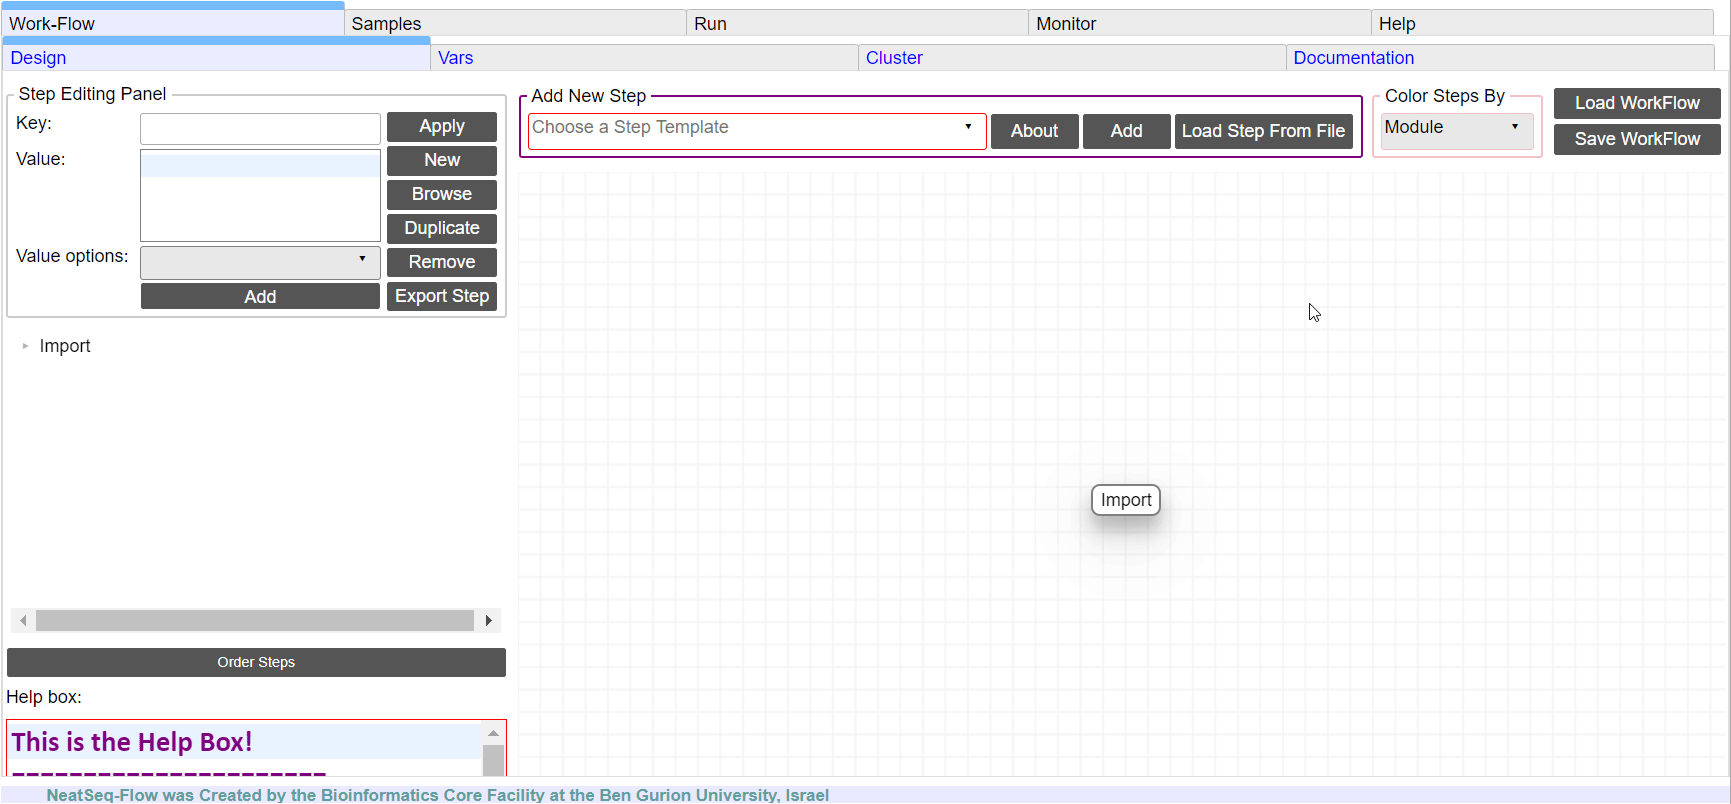 Work-Flow
Samples
Run
Monitor
Help
Design
Vars
Cluster
Documentation
Step Editing Panel
Key:
Apply
Value:
New
Browse
Duplicate
Value options:
Remove
Add
Export Step
Import
Order Steps
Help box:
This is the Help Box!
Add New Step
Choose a Step Template
About
Add
Load Step From File
Color Steps By
Module
Load WorkFlow
Save WorkFlow
Import
NeatSeq-Flow was Created by the Bioinformatics Core Facility at the Ben Gurion University, Israel